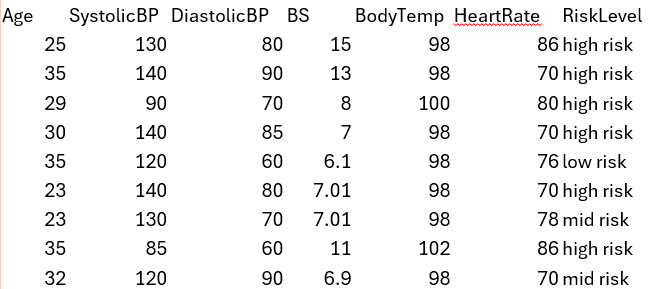 Age SystolicBP DiastolicBP BS BodyTemp HeartRate RiskLevel
25 130 80 15 98 86 high risk
35 140 90 13 98 70 high risk
29 90 70 8 100 80 high risk
30 140 85 7 98 70 high risk
35 120 60 6.1 98 76 low risk
23 140 80 7.01 98 70 high risk
23 130 70 7.01 98 78 mid risk
35 85 60 11 102 86 high risk
32 120 90 6.9 98 70 mid risk